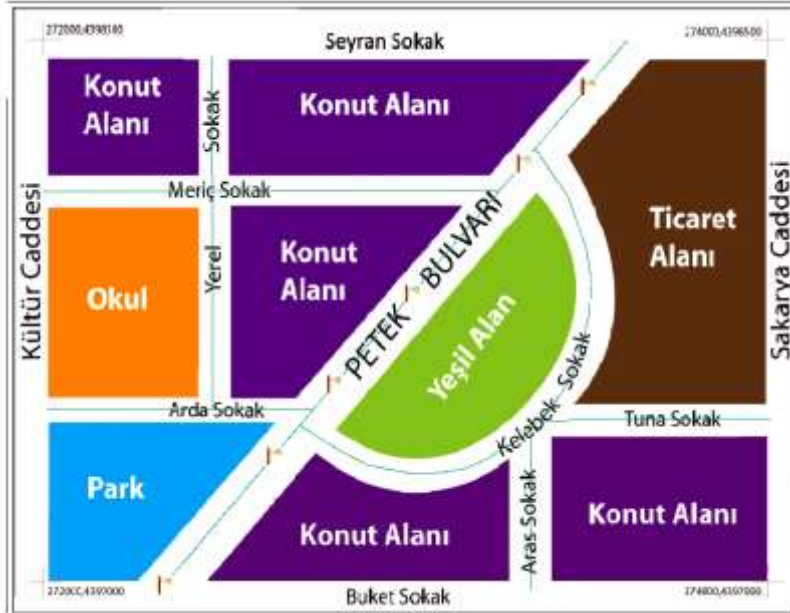 Seyran Sokak
Konut
Alanı
Sokak
Konut Alanı
Meriç Sokak
Kültür Caddesi
Okul
Yerel
Konut
Alanı
PETEK BULVARI
Yeşil Alan
Kelebek Sokak
Ticaret
Alanı
Sakarya Caddesi
Arda Sokak
Tuna Sokak
Park
Konut Alanı
Aras Sokak
Konut Alanı
Buket Sokak